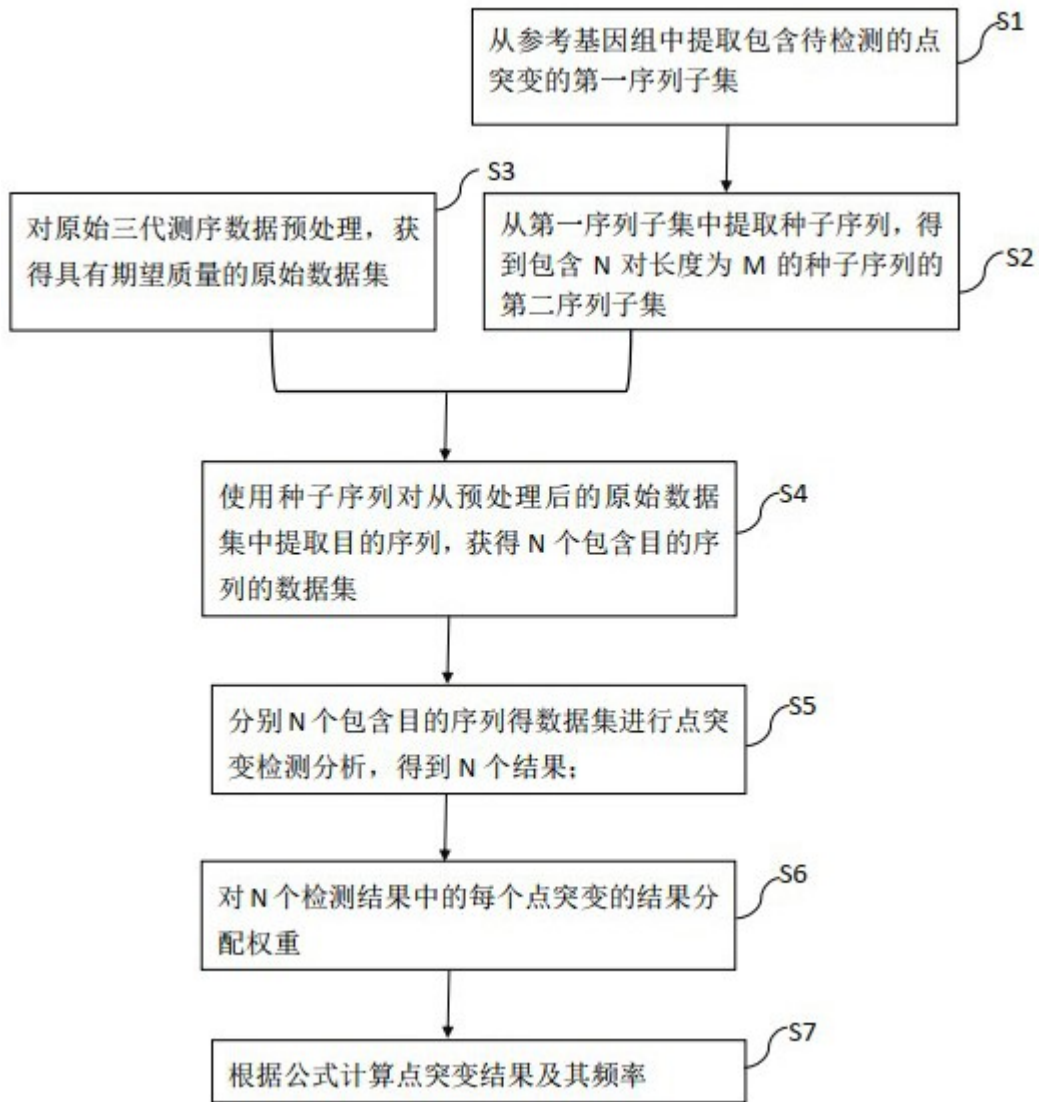 从参考基因组中提取包含待检测的点
突变的第一序列子集
S1
对原始三代测序数据预处理，获
得具有期望质量的原始数据集
S3
从第一序列子集中提取种子序列，得
到包含 N 对长度为 M 的种子序列的
第二序列子集
S2
使用种子序列对从预处理后的原始数据
集中提取目的序列，获得 N 个包含目的序
列的数据集
S4
分别 N 个包含目的序列得数据集进行点突
变检测分析，得到 N 个结果；
S5
对 N 个检测结果中的每个点突变的结果分
配权重
S6
根据公式计算点突变结果及其频率
S7